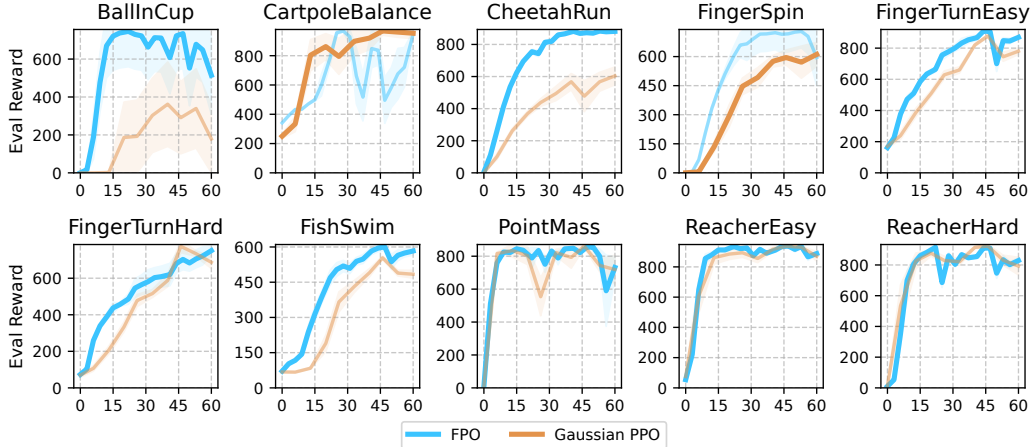 BallInCup CartpoleBalance CheetahRun FingerSpin FingerTurnEasy
Eval Reward
0 200 400 600
0 15 30 45 60
200 400 600 800
0 15 30 45 60
0 200 400 600 800
0 15 30 45 60
0 150 300 450 600
0 15 30 45 60
0 200 400 600 800
0 15 30 45 60
FingerTurnHard FishSwim PointMass ReacherEasy ReacherHard
Eval Reward
0 200 400 600
0 15 30 45 60
0 150 300 450 600
0 15 30 45 60
0 200 400 600 800
0 15 30 45 60
0 200 400 600 800
0 15 30 45 60
0 200 400 600 800
0 15 30 45 60
FPO Gaussian PPO